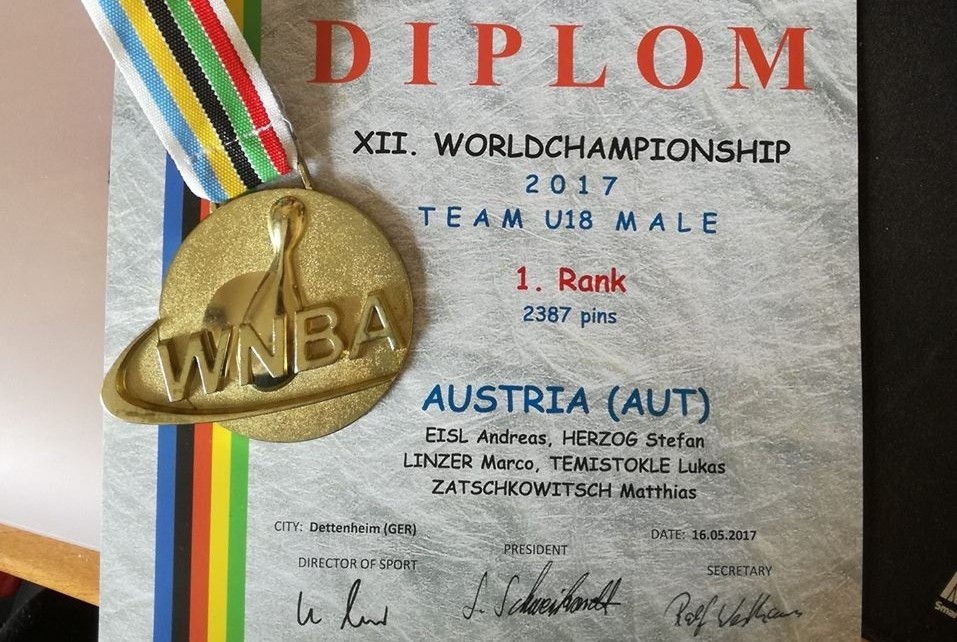 DIPLOM
XII. WORLDCHAMPIONSHIP
2017
TEAM U18 MALE
1. Rank
2387 pins
WNBA
AUSTRIA (AUT)
EISL Andreas, HERZOG Stefan
LINZER Marco, TEMISTOKLE Lukas
ZATSCHKOWITSCH Matthias
CITY: Dettenheim (GER)
DATE: 16.05.2017
DIRECTOR OF SPORT
PRESIDENT
SECRETARY